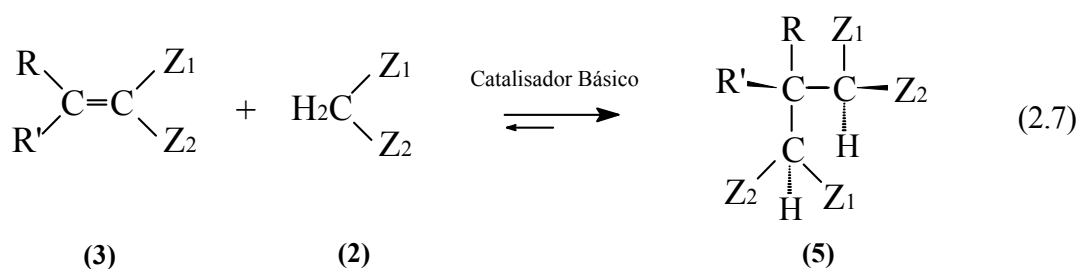 R Z1 R Z1
R' C=C Z2 + H2C Z1 Z2 Catalisador Básico R' C C Z2 (2.7)
H
C
Z2 H Z1
(3) (2) (5)